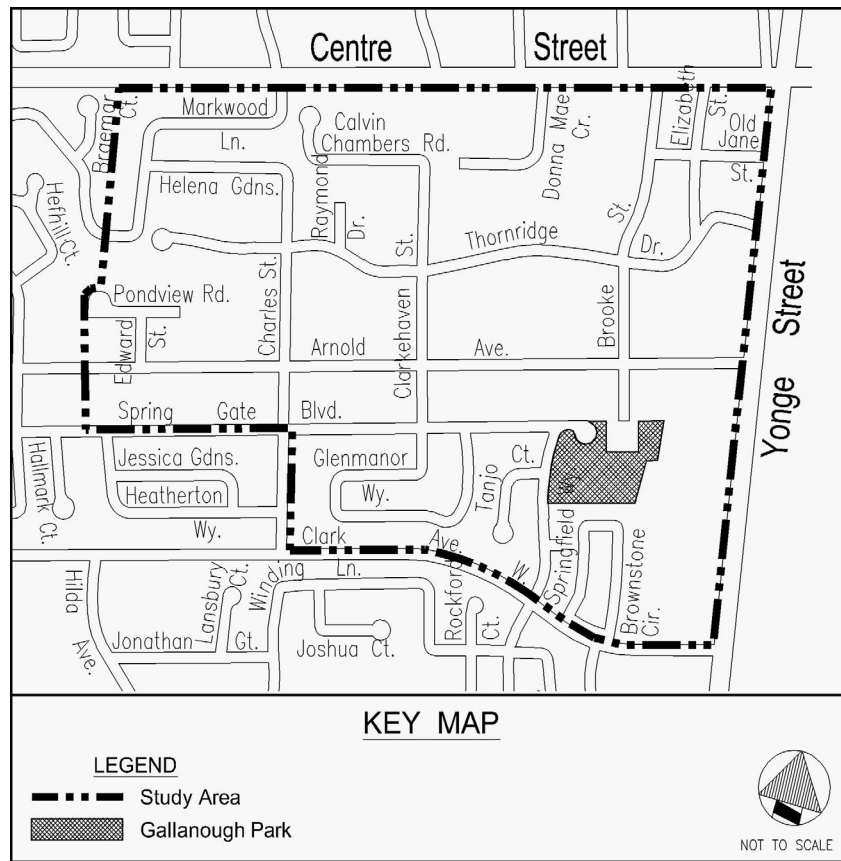 Centre Street
Markwood
Ln.
Braemar
Ct.
Calvin
Chambers Rd.
Donna Mae
Cr.
Elizabeth
St.
Old
Jane
St.
Hefhill Ct.
Helena Gdns.
Raymond
Dr.
St.
Thornridge
Dr.
St.
Pondview Rd.
Edward
St.
Charles St.
Clarkehaven
Brooke
Arnold Ave.
Yonge Street
Spring Gate Blvd.
Hallmark Ct.
Jessica Gdns.
Heatherton
Wy.
Glenmanor
Wy.
Tanjo
Ct.
Wy.
Springfield
Clark Ave. W.
Hilda
Ave.
Lansbury
Ct.
Winding Ln.
Rockford
Ct.
Brownstone
Cir.
Jonathan Gt.
Joshua Ct.
KEY MAP
LEGEND
Study Area
Gallanough Park
NOT TO SCALE